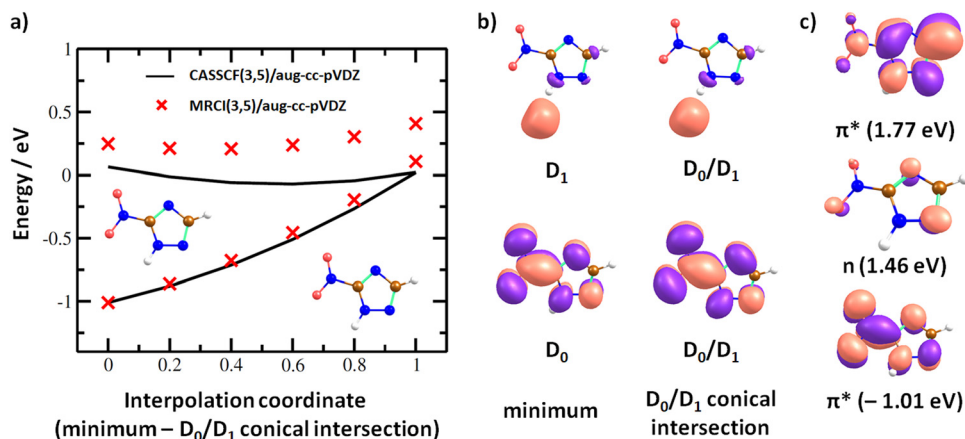 a)
CASSCF(3,5)/aug-cc-pVDZ
MRCI(3,5)/aug-cc-pVDZ
Energy / eV
1
0.5
0
-0.5
-1
0
0.2
0.4
0.6
0.8
1
Interpolation coordinate
(minimum – D₀/D₁ conical intersection)
b)
D₁
D₀/D₁
D₀
D₀/D₁
minimum
D₀/D₁ conical
intersection
c)
π* (1.77 eV)
n (1.46 eV)
π* (– 1.01 eV)